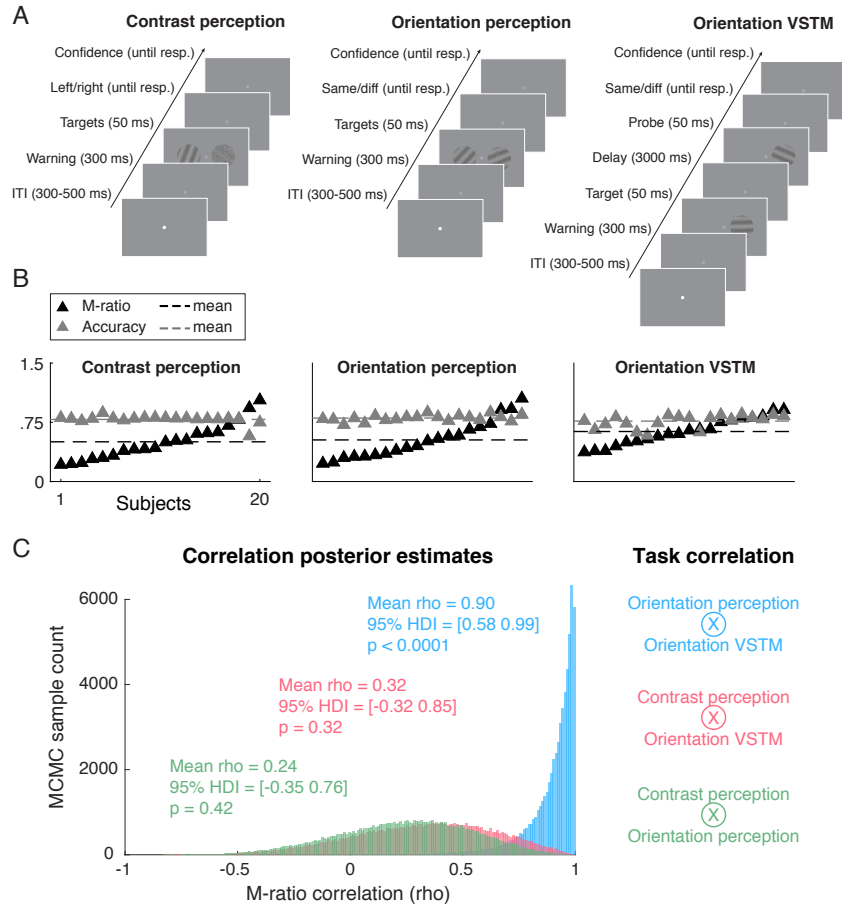 A
Contrast perception
Confidence (until resp.)
Left/right (until resp.)
Targets (50 ms)
Warning (300 ms)
ITI (300-500 ms)
Orientation perception
Confidence (until resp.)
Same/diff (until resp.)
Targets (50 ms)
Warning (300 ms)
ITI (300-500 ms)
Orientation VSTM
Confidence (until resp.)
Same/diff (until resp.)
Probe (50 ms)
Delay (3000 ms)
Target (50 ms)
Warning (300 ms)
ITI (300-500 ms)
B
M-ratio mean
Accuracy mean
Contrast perception
1.5
.75
0
1 20
Subjects
Orientation perception
Orientation VSTM
C
Correlation posterior estimates
MCMC sample count
6000
4000
2000
0
Mean rho = 0.90
95% HDI = [0.58 0.99]
p < 0.0001
Mean rho = 0.32
95% HDI = [-0.32 0.85]
p = 0.32
Mean rho = 0.24
95% HDI = [-0.35 0.76]
p = 0.42
-1 -0.5 0 0.5 1
M-ratio correlation (rho)
Task correlation
Orientation perception
X
Orientation VSTM
Contrast perception
X
Orientation VSTM
Contrast perception
X
Orientation perception